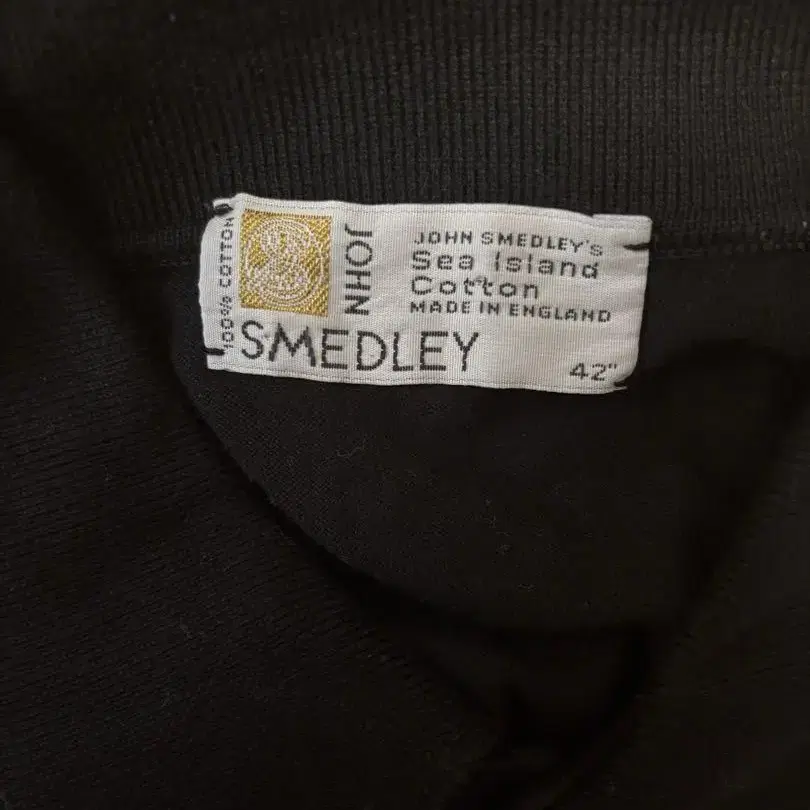 100% COTTON
JOHN
SMEDLEY
JOHN SMEDLEY'S
Sea Island
Cotton
MADE IN ENGLAND
42"